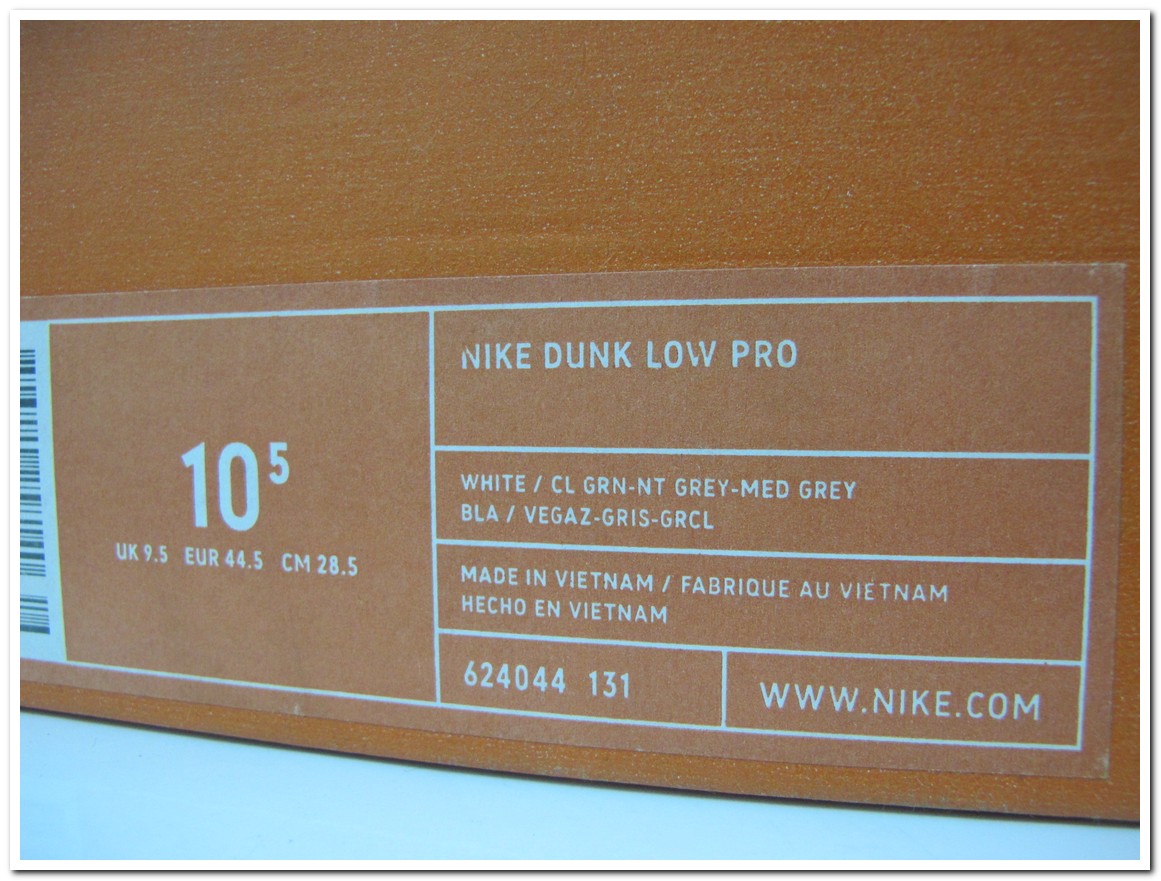 10⁵
UK 9.5 EUR 44.5 CM 28.5
NIKE DUNK LOW PRO
WHITE / CL GRN-NT GREY-MED GREY
BLA / VEGAZ-GRIS-GRCL
MADE IN VIETNAM / FABRIQUE AU VIETNAM
HECHO EN VIETNAM
624044 131
WWW.NIKE.COM